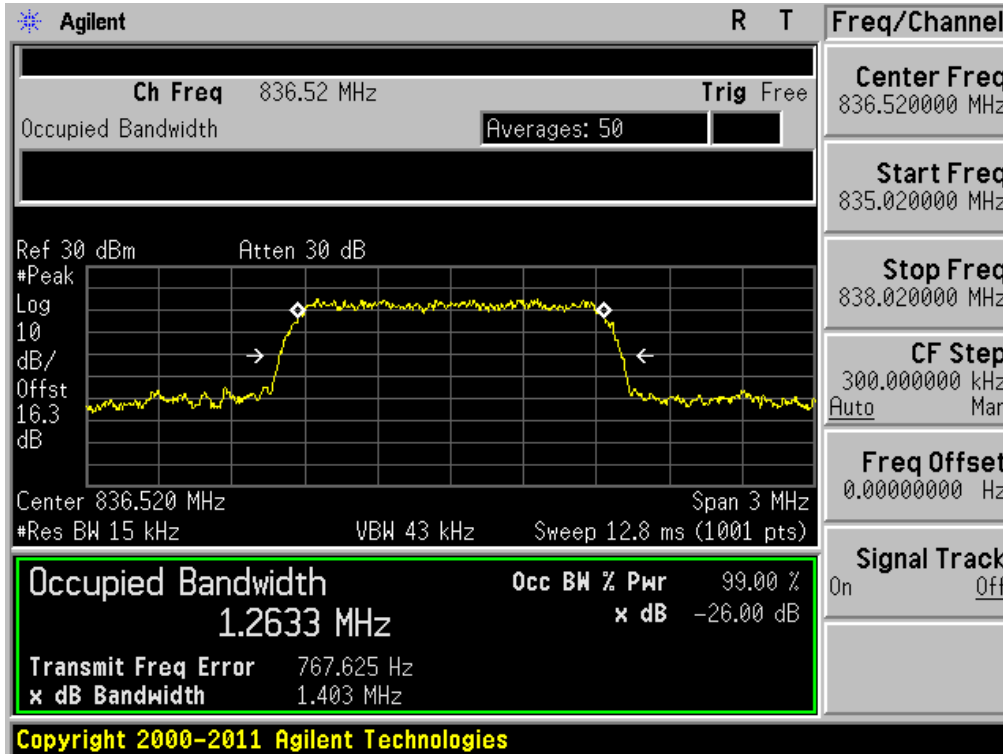 Agilent R T
Freq/Channel
Ch Freq 836.52 MHz Trig Free
Occupied Bandwidth Averages: 50
Ref 30 dBm Atten 30 dB
#Peak
Log
10
dB/
Offst
16.3
dB
Center 836.520 MHz Span 3 MHz
#Res BW 15 kHz VBW 43 kHz Sweep 12.8 ms (1001 pts)
Occupied Bandwidth
1.2633 MHz
Occ BW % Pwr 99.00 %
x dB -26.00 dB
Transmit Freq Error 767.625 Hz
x dB Bandwidth 1.403 MHz
Center Freq
836.520000 MHz
Start Freq
835.020000 MHz
Stop Freq
838.020000 MHz
CF Step
300.000000 kHz
Auto Man
Freq Offset
0.00000000 Hz
Signal Track
On Off
Copyright 2000-2011 Agilent Technologies